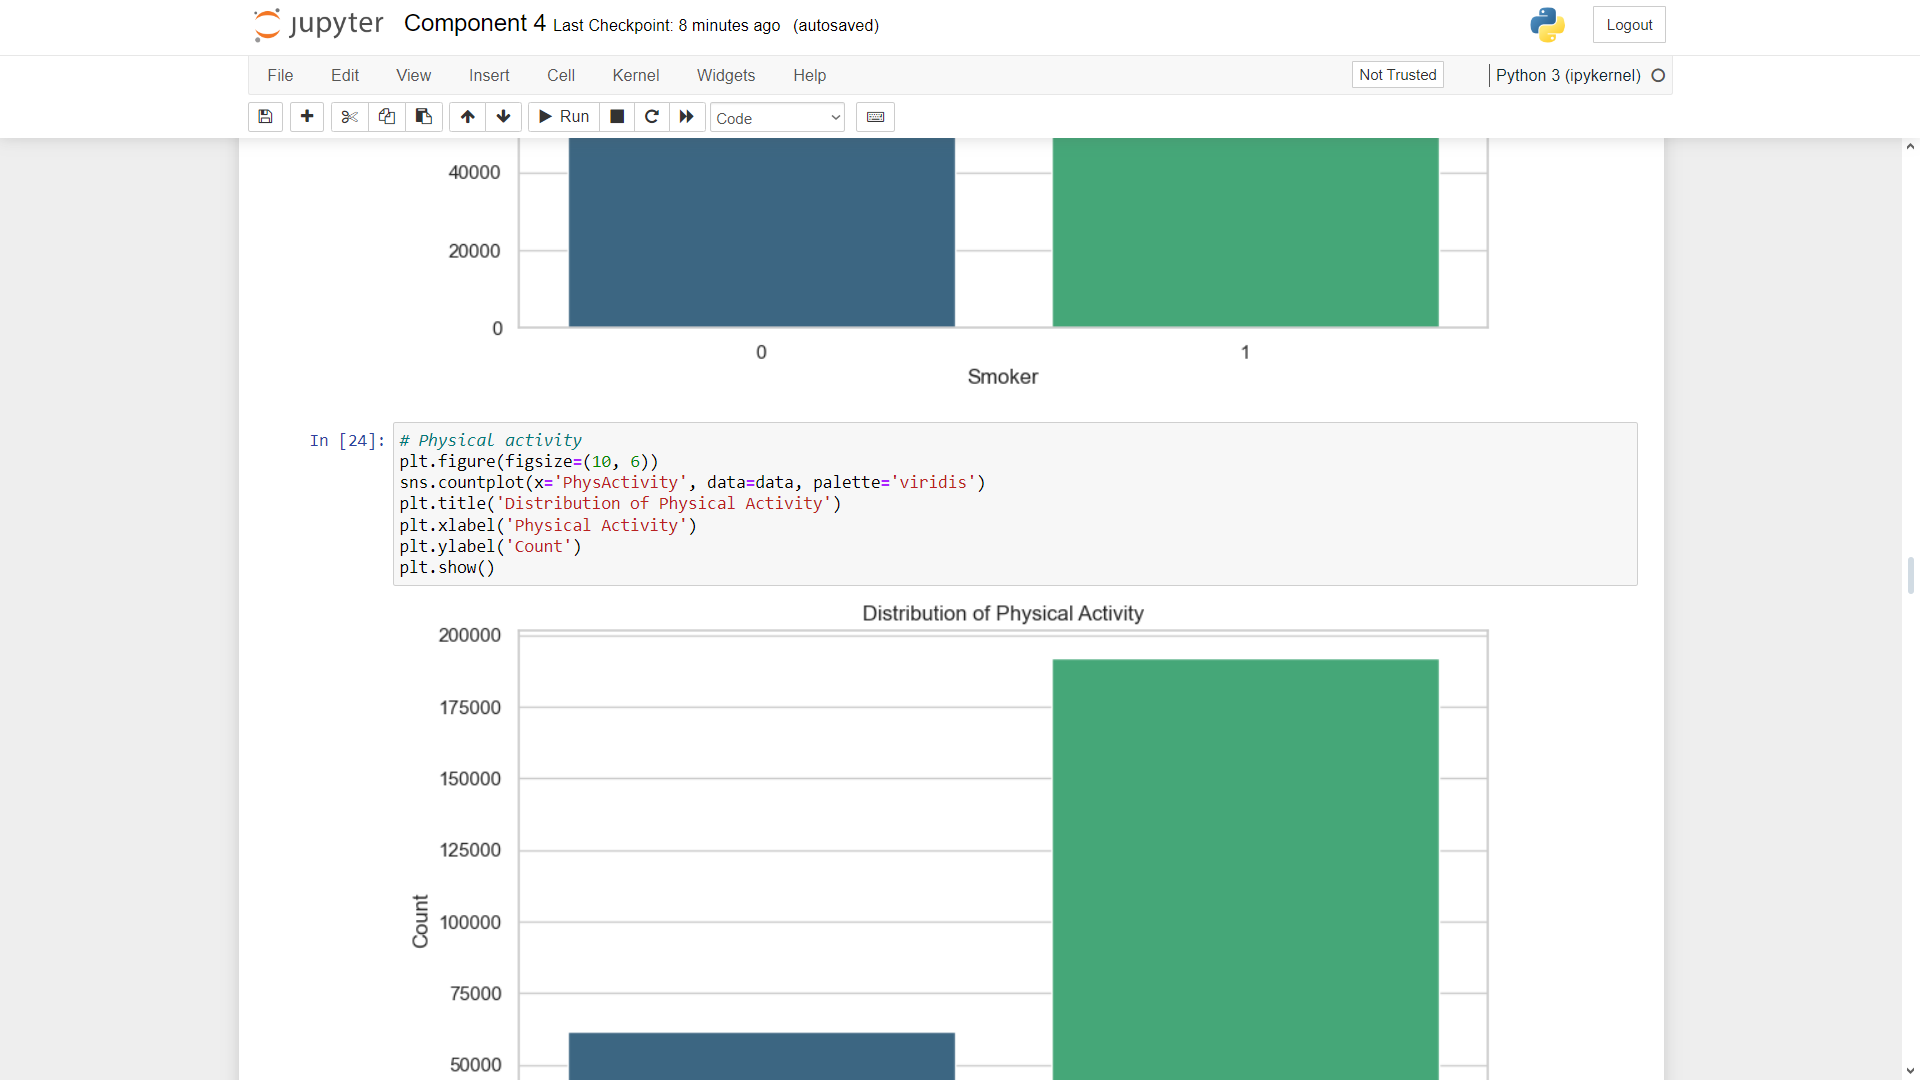 jupyter Component 4 Last Checkpoint: 8 minutes ago (autosaved)
Logout
File Edit View Insert Cell Kernel Widgets Help
Not Trusted
Python 3 (ipykernel)
Run
Code
40000
20000
0
0 1
Smoker
In [24]:
# Physical activity
plt.figure(figsize=(10, 6))
sns.countplot(x='PhysActivity', data=data, palette='viridis')
plt.title('Distribution of Physical Activity')
plt.xlabel('Physical Activity')
plt.ylabel('Count')
plt.show()
Distribution of Physical Activity
200000
175000
150000
125000
Count
100000
75000
50000